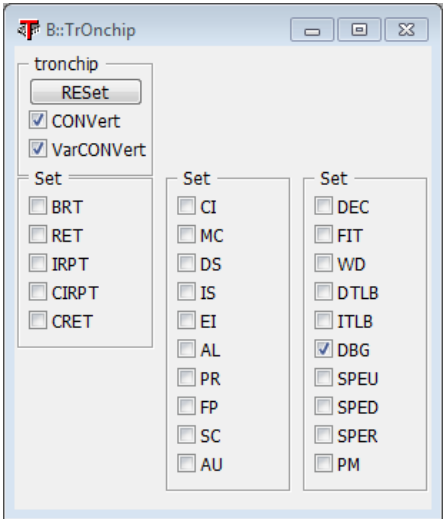 B::TrOnchip
tronchip
RESet
CONVert
VarCONVert
Set
BRT
RET
IRPT
CIRPT
CRET
Set
CI
MC
DS
IS
EI
AL
PR
FP
SC
AU
Set
DEC
FIT
WD
DTLB
ITLB
DBG
SPEU
SPED
SPER
PM